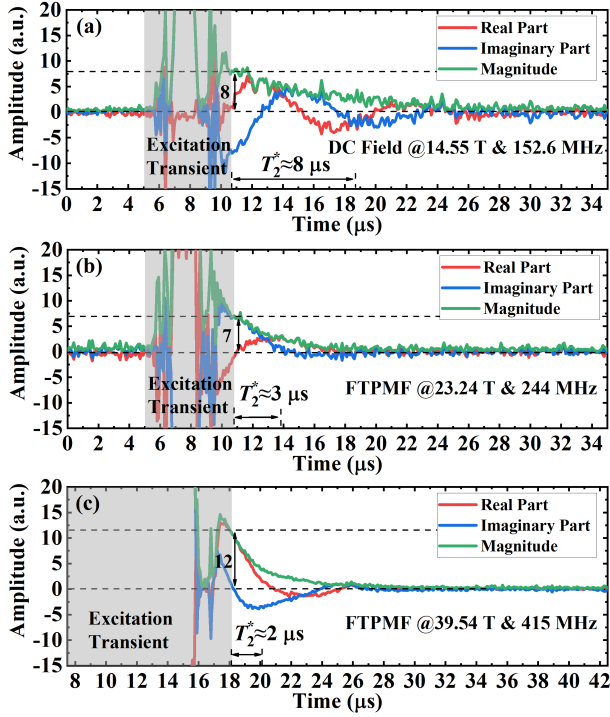 (a)
Real Part
Imaginary Part
Magnitude
8
Excitation
Transient
T2*≈8 μs
DC Field @14.55 T & 152.6 MHz
Amplitude (a.u.)
20
15
10
5
0
-5
-10
-15
0 2 4 6 8 10 12 14 16 18 20 22 24 26 28 30 32 34
Time (μs)
(b)
Real Part
Imaginary Part
Magnitude
7
Excitation
Transient
T2*≈3 μs
FTPMF @23.24 T & 244 MHz
Amplitude (a.u.)
20
15
10
5
0
-5
-10
-15
0 2 4 6 8 10 12 14 16 18 20 22 24 26 28 30 32 34
Time (μs)
(c)
Real Part
Imaginary Part
Magnitude
12
Excitation
Transient
T2*≈2 μs
FTPMF @39.54 T & 415 MHz
Amplitude (a.u.)
20
15
10
5
0
-5
-10
-15
8 10 12 14 16 18 20 22 24 26 28 30 32 34 36 38 40 42
Time (μs)